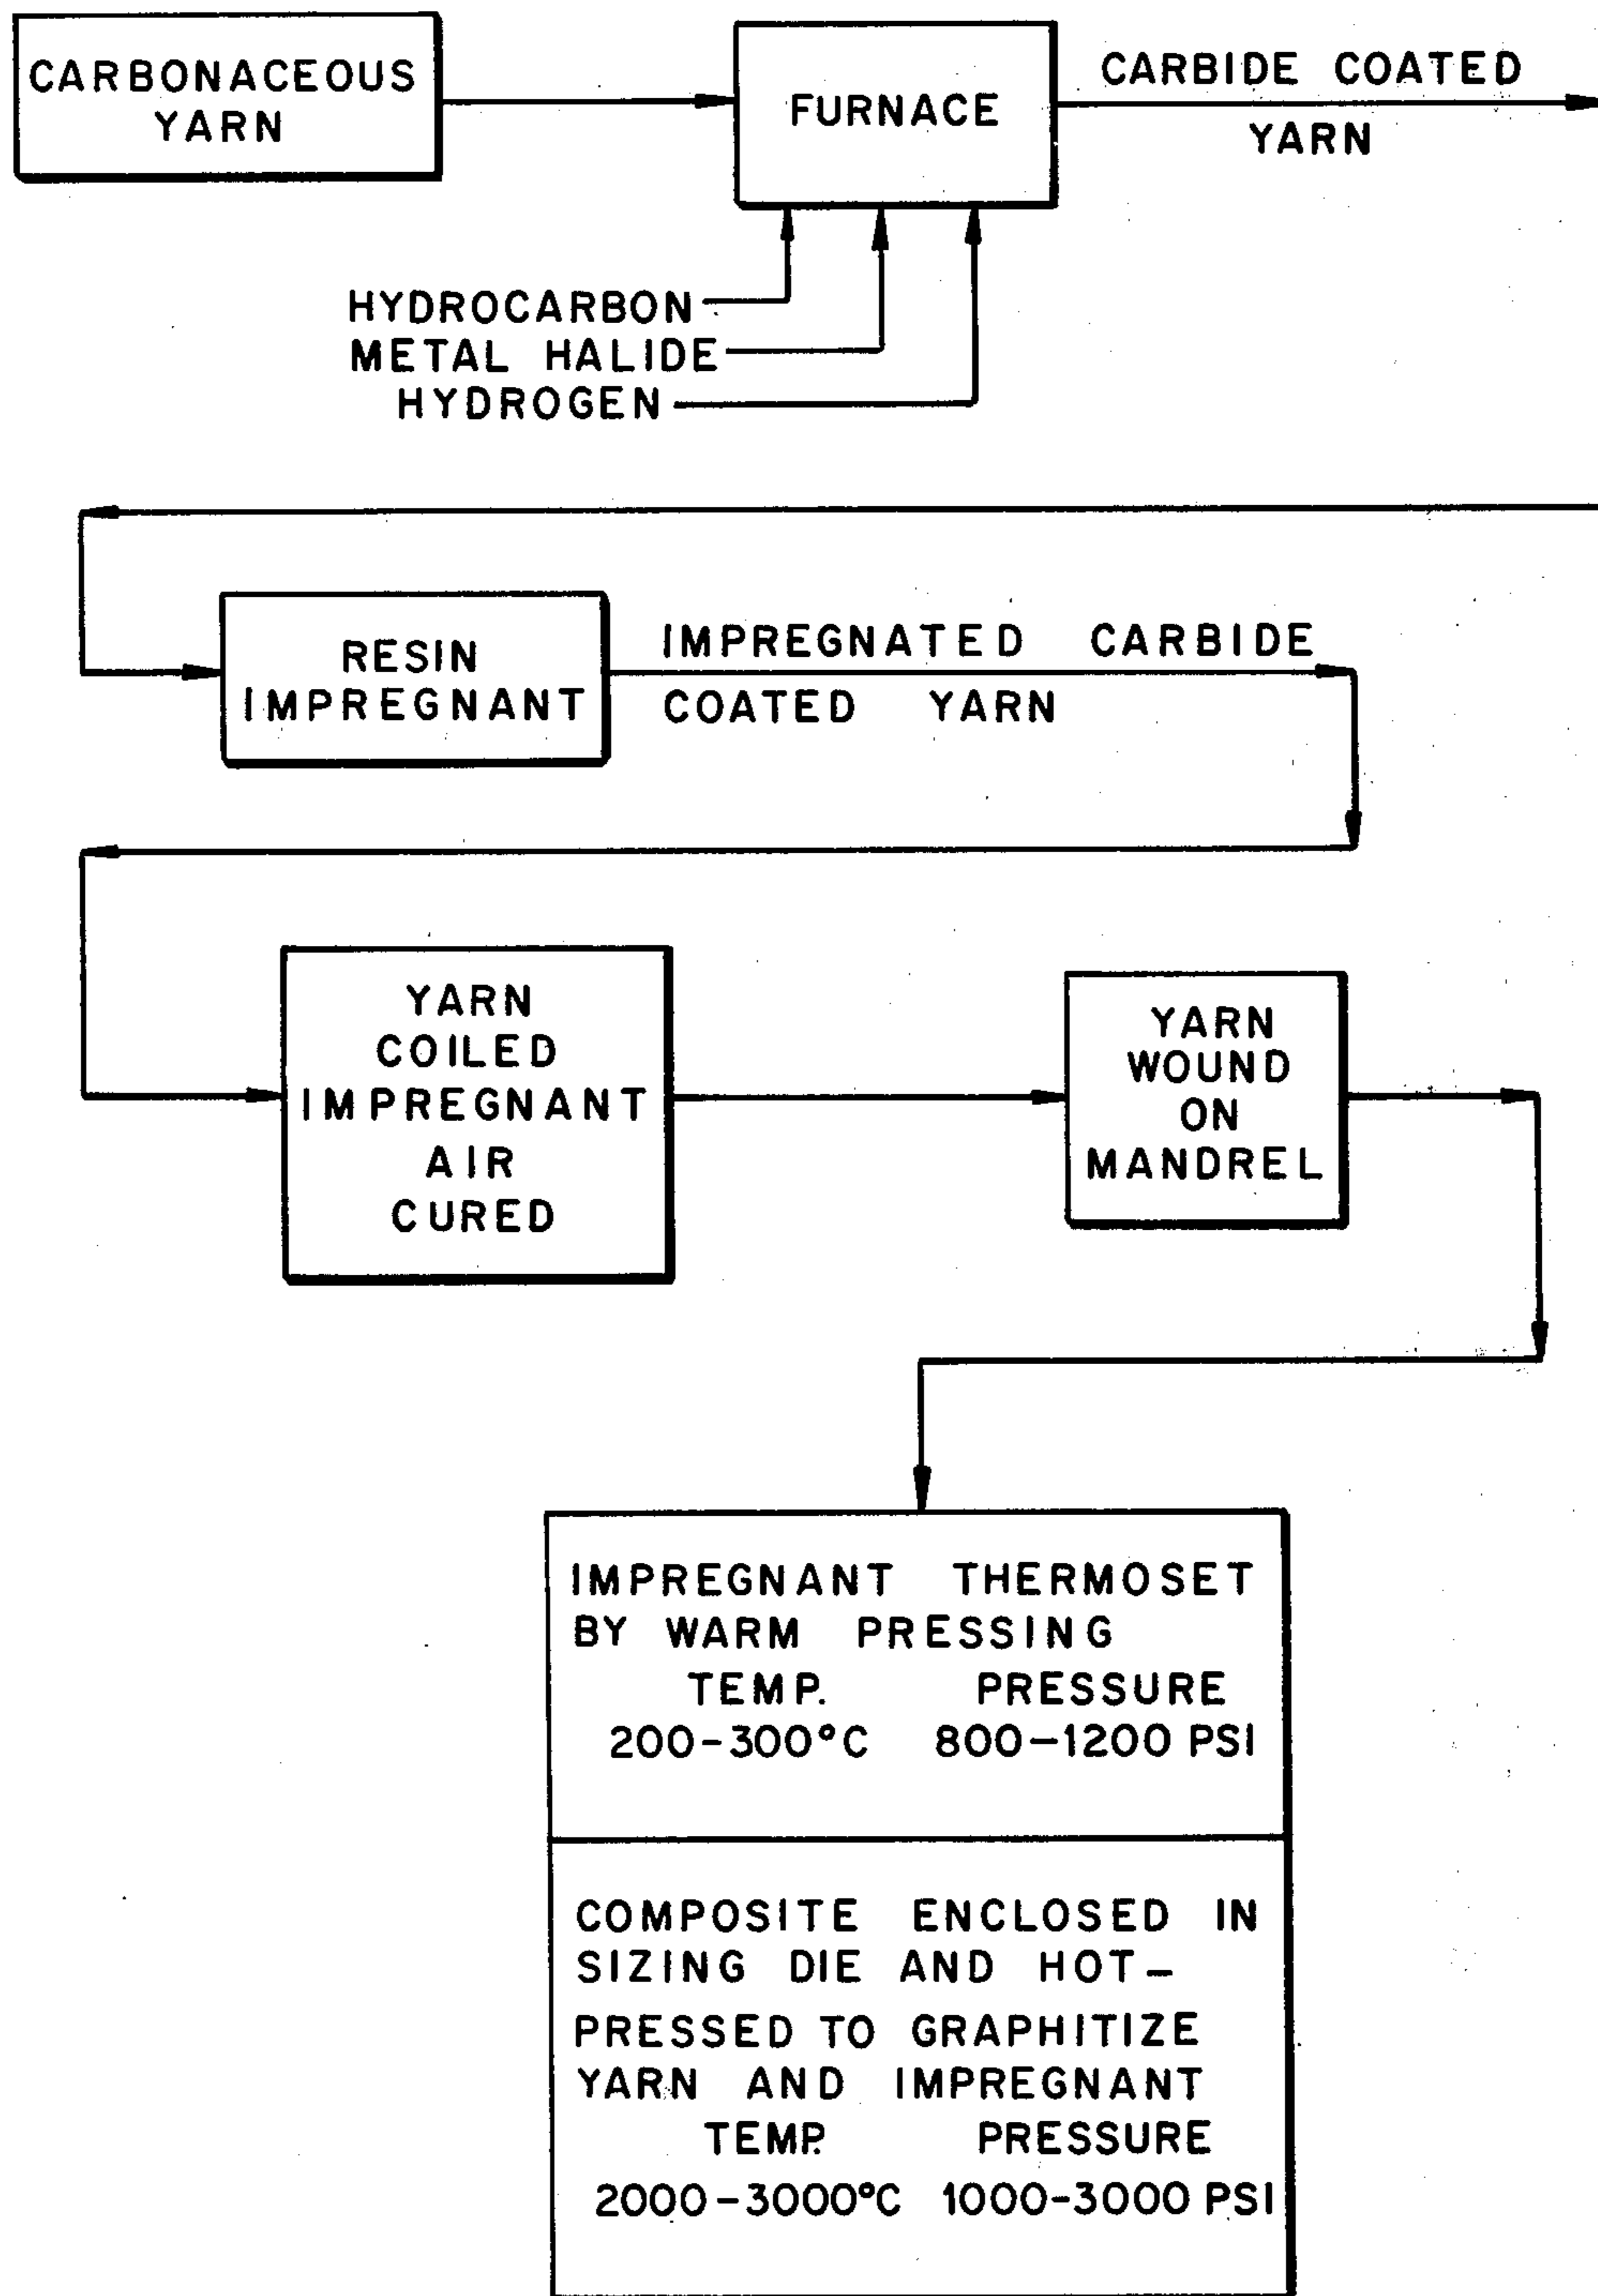 CARBONACEOUS
YARN
FURNACE
CARBIDE COATED
YARN
HYDROCARBON
METAL HALIDE
HYDROGEN
RESIN
IMPREGNANT
IMPREGNATED CARBIDE
COATED YARN
YARN
COILED
IMPREGNANT
AIR
CURED
YARN
WOUND
ON
MANDREL
IMPREGNANT THERMOSET
BY WARM PRESSING
TEMP. PRESSURE
200-300°C 800-1200 PSI
COMPOSITE ENCLOSED IN
SIZING DIE AND HOT-
PRESSED TO GRAPHITIZE
YARN AND IMPREGNANT
TEMP. PRESSURE
2000-3000°C 1000-3000 PSI